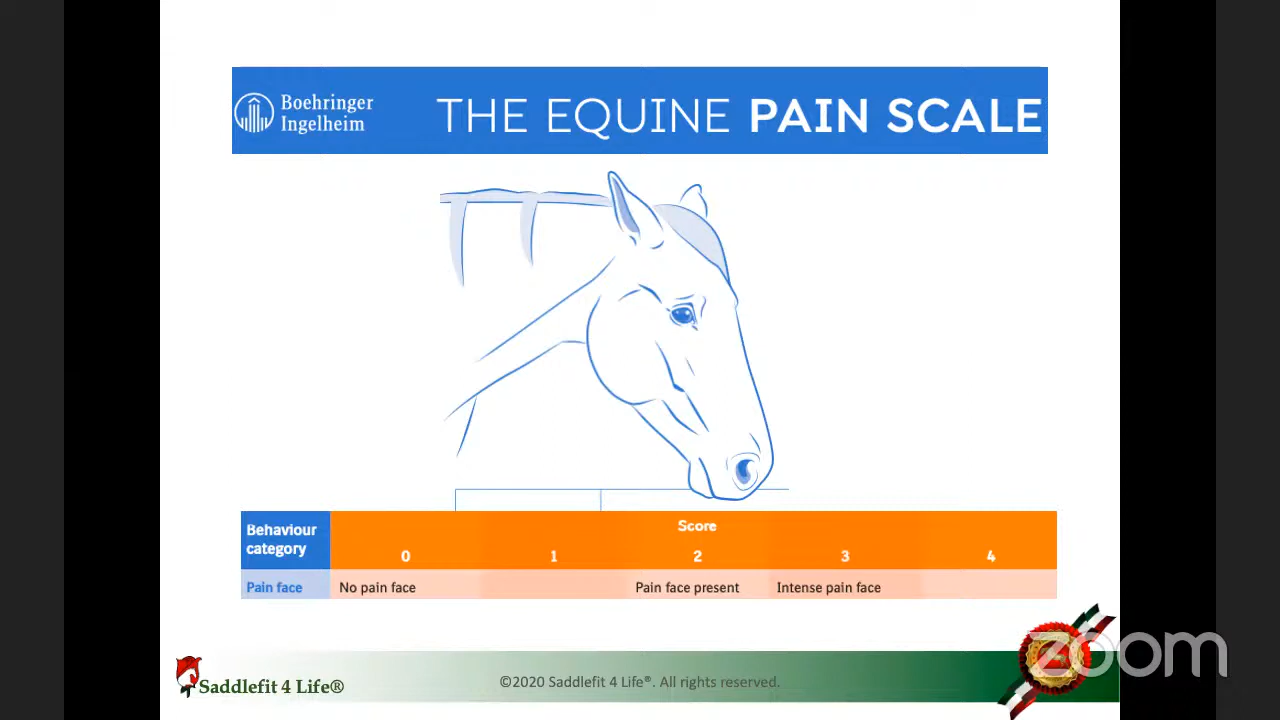 Boehringer
Ingelheim
THE EQUINE PAIN SCALE
Behaviour
category
Score
0 1 2 3 4
Pain face No pain face Pain face present Intense pain face
Saddlefit 4 Life®
©2020 Saddlefit 4 Life®. All rights reserved.
zoom